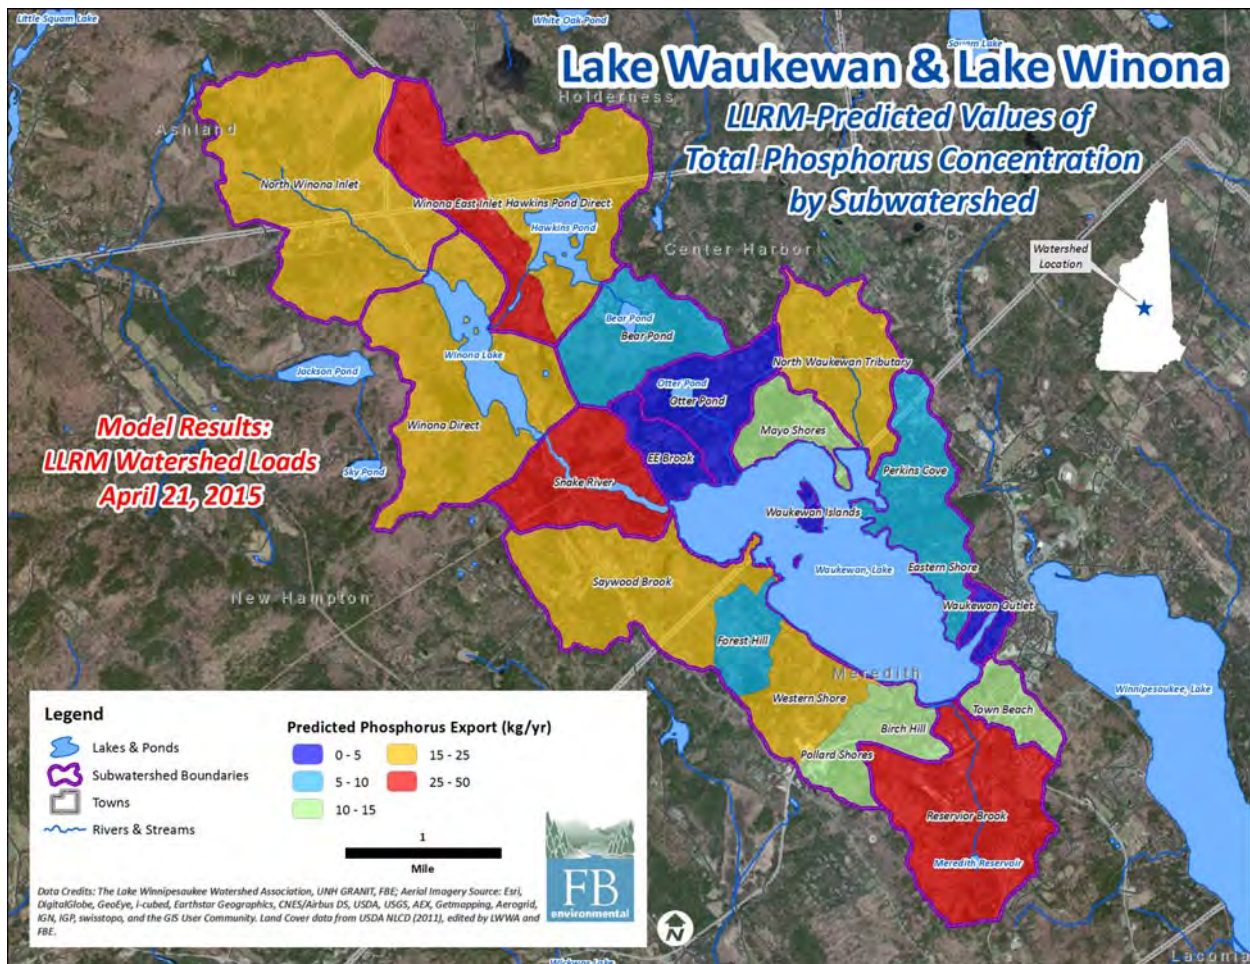 Little Squam Lake
White Oak Pond
Squam Lake
Lake Waukewan & Lake Winona
LLRM-Predicted Values of
Total Phosphorus Concentration
by Subwatershed
Holderness
Ashland
North Winona Inlet
Winona East Inlet
Hawkins Pond Direct
Hawkins Pond
Center Harbor
Watershed
Location
Bear Pond
Bear Pond
Winona Lake
North Waukewan Tributary
Jackson Pond
Otter Pond
Otter Pond
Winona Direct
Mayo Shores
Model Results:
LLRM Watershed Loads
April 21, 2015
Sky Pond
EE Brook
Perkins Cove
Snake River
Waukewan Islands
Waukewan, Lake
Eastern Shore
Saywood Brook
New Hampton
Waukewan Outlet
Forest Hill
Meredith
Winnipesaukee, Lake
Western Shore
Town Beach
Birch Hill
Pollard Shores
Reservior Brook
Meredith Reservoir
Legend
Lakes & Ponds
Subwatershed Boundaries
Towns
Rivers & Streams
Predicted Phosphorus Export (kg/yr)
0 - 5
15 - 25
5 - 10
25 - 50
10 - 15
1
Mile
FB
environmental
Data Credits: The Lake Winnipesaukee Watershed Association, UNH GRANIT, FBE; Aerial Imagery Source: Esri,
DigitalGlobe, GeoEye, i-cubed, Earthstar Geographics, CNES/Airbus DS, USDA, USGS, AEX, Getmapping, Aerogrid,
IGN, IGP, swisstopo, and the GIS User Community. Land Cover data from USDA NLCD (2011), edited by LWWA and
FBE.
N
Wickwas Lake
Laconia